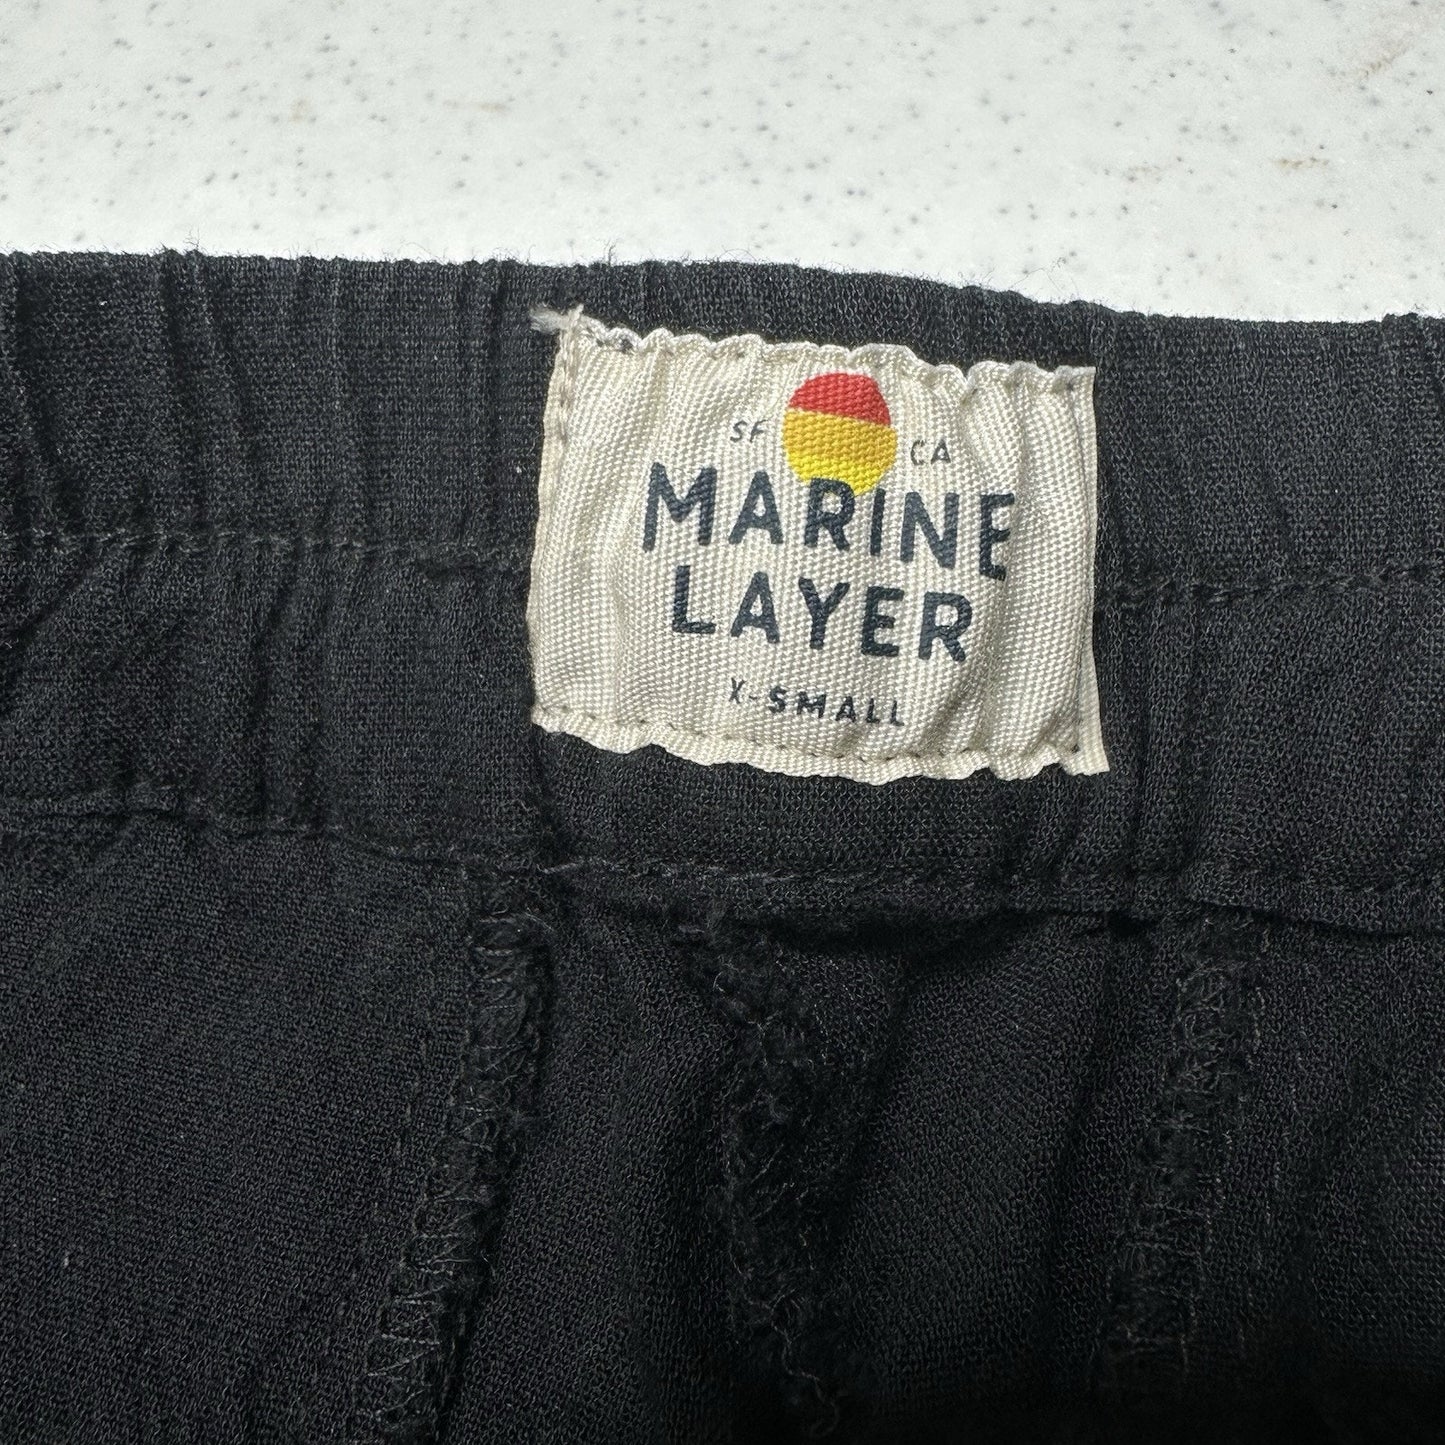 SF CA
MARINE
LAYER
X-SMALL